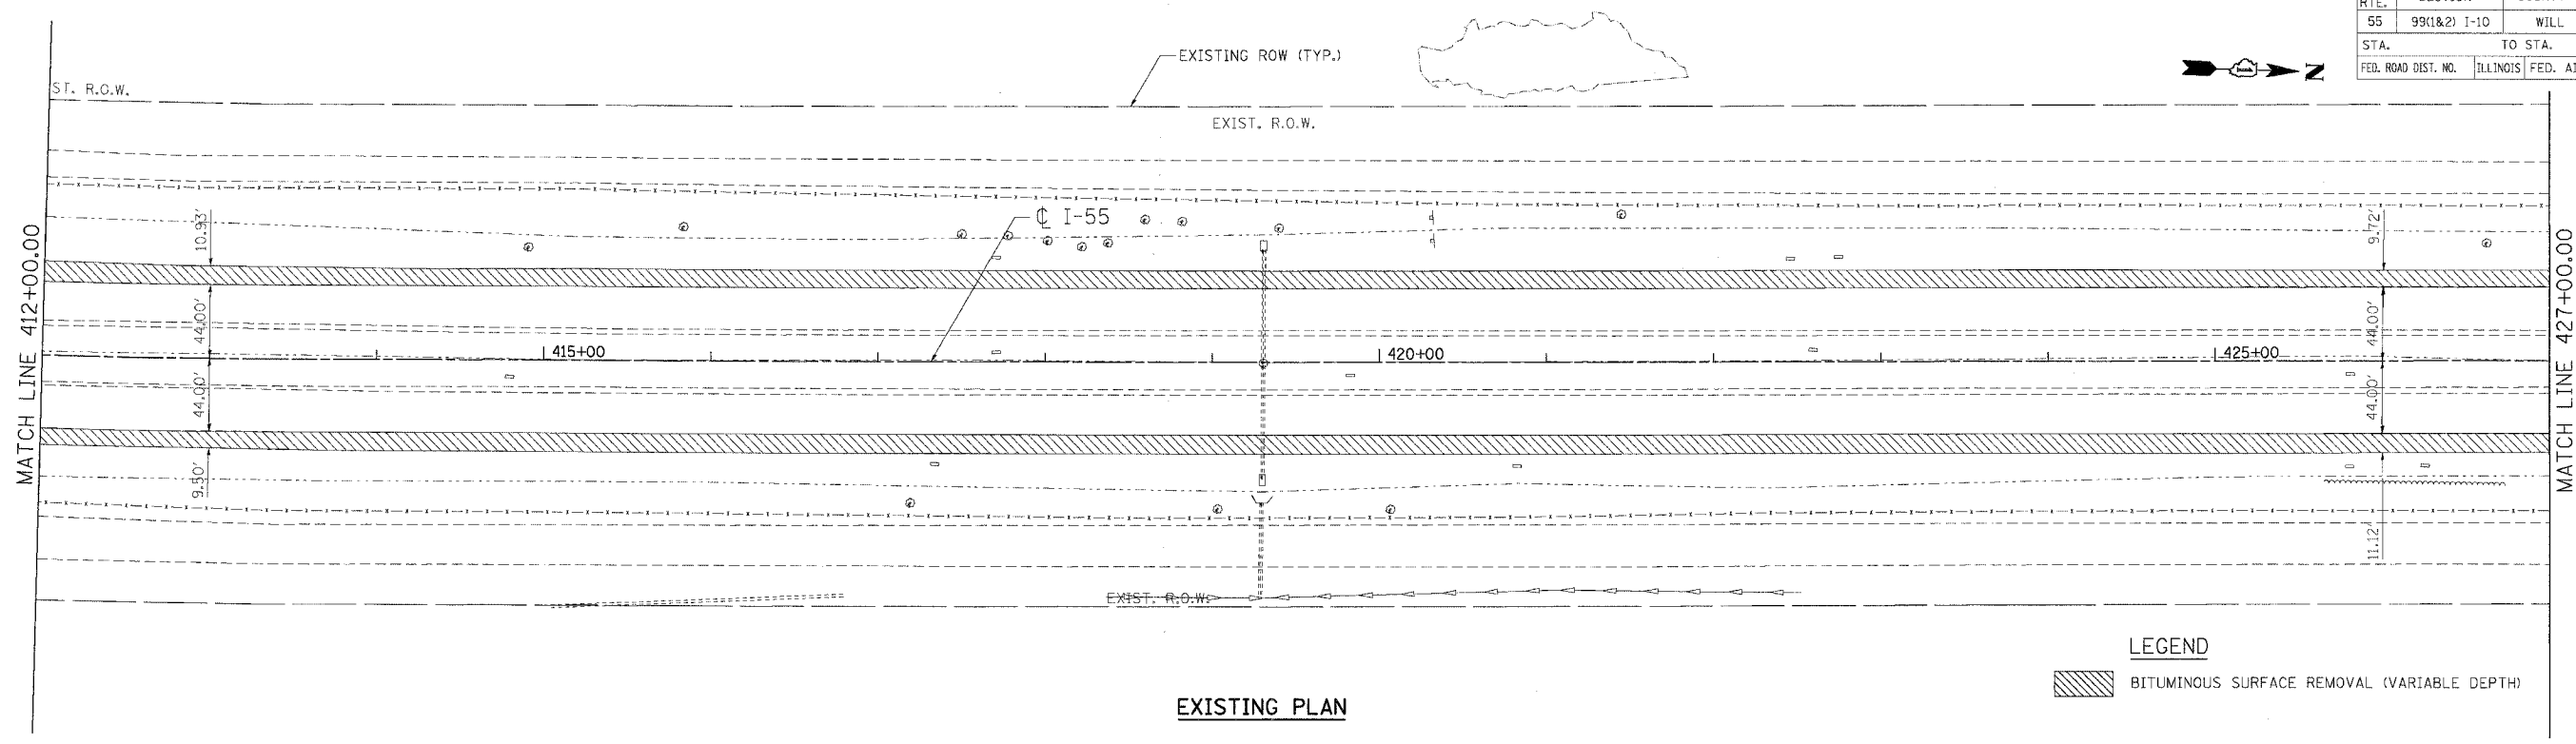 RTE.
55 99(1&2) I-10 WILL
STA. TO STA.
FED. ROAD DIST. NO. ILLINOIS FED. AI
N
EXISTING ROW (TYP.)
ST. R.O.W.
EXIST. R.O.W.
MATCH LINE 412+00.00
10.93'
44.00'
44.00'
9.50'
℄ I-55
415+00
420+00
425+00
9.72'
44.00'
44.00'
11.12'
MATCH LINE 427+00.00
EXIST. R.O.W.
LEGEND
BITUMINOUS SURFACE REMOVAL (VARIABLE DEPTH)
EXISTING PLAN